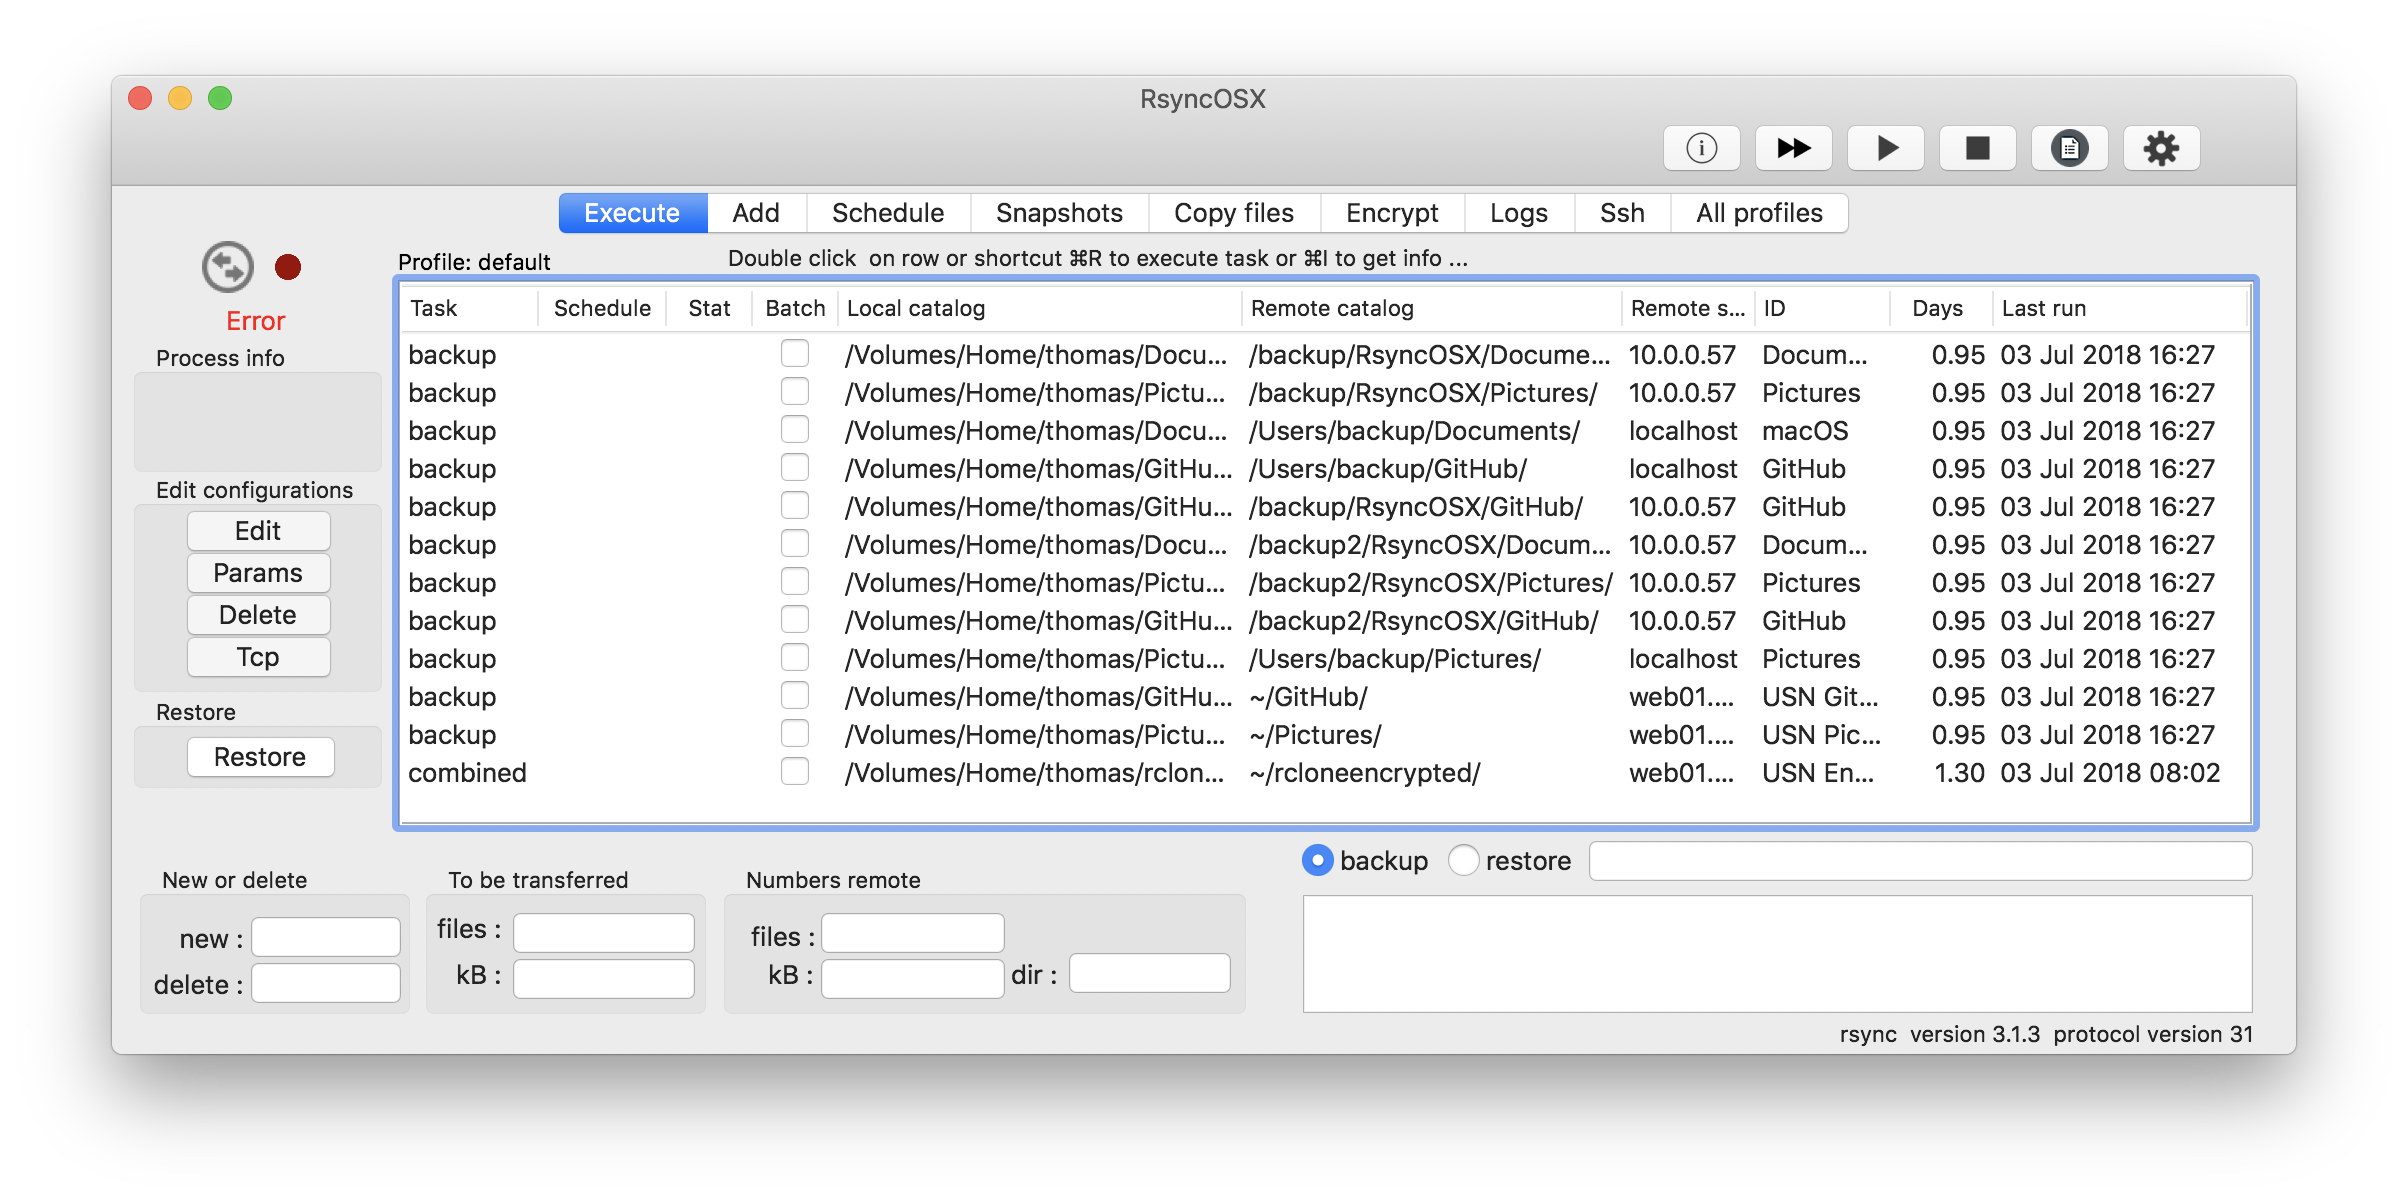 RsyncOSX
Execute Add Schedule Snapshots Copy files Encrypt Logs Ssh All profiles
Profile: default Double click  on row or shortcut ⌘R to execute task or ⌘I to get info ...
Error
Process info
Edit configurations
Edit
Params
Delete
Tcp
Restore
Restore
Task Schedule Stat Batch Local catalog Remote catalog Remote s... ID Days Last run
backup /Volumes/Home/thomas/Docu... /backup/RsyncOSX/Docume... 10.0.0.57 Docum... 0.95 03 Jul 2018 16:27
backup /Volumes/Home/thomas/Pictu... /backup/RsyncOSX/Pictures/ 10.0.0.57 Pictures 0.95 03 Jul 2018 16:27
backup /Volumes/Home/thomas/Docu... /Users/backup/Documents/ localhost macOS 0.95 03 Jul 2018 16:27
backup /Volumes/Home/thomas/GitHu... /Users/backup/GitHub/ localhost GitHub 0.95 03 Jul 2018 16:27
backup /Volumes/Home/thomas/GitHu... /backup/RsyncOSX/GitHub/ 10.0.0.57 GitHub 0.95 03 Jul 2018 16:27
backup /Volumes/Home/thomas/Docu... /backup2/RsyncOSX/Docum... 10.0.0.57 Docum... 0.95 03 Jul 2018 16:27
backup /Volumes/Home/thomas/Pictu... /backup2/RsyncOSX/Pictures/ 10.0.0.57 Pictures 0.95 03 Jul 2018 16:27
backup /Volumes/Home/thomas/GitHu... /backup2/RsyncOSX/GitHub/ 10.0.0.57 GitHub 0.95 03 Jul 2018 16:27
backup /Volumes/Home/thomas/Pictu... /Users/backup/Pictures/ localhost Pictures 0.95 03 Jul 2018 16:27
backup /Volumes/Home/thomas/GitHu... ~/GitHub/ web01.... USN Git... 0.95 03 Jul 2018 16:27
backup /Volumes/Home/thomas/Pictu... ~/Pictures/ web01.... USN Pic... 0.95 03 Jul 2018 16:27
combined /Volumes/Home/thomas/rclon... ~/rcloneencrypted/ web01.... USN En... 1.30 03 Jul 2018 08:02
backup restore
New or delete
new :
delete :
To be transferred
files :
kB :
Numbers remote
files :
kB : dir :
rsync  version 3.1.3  protocol version 31